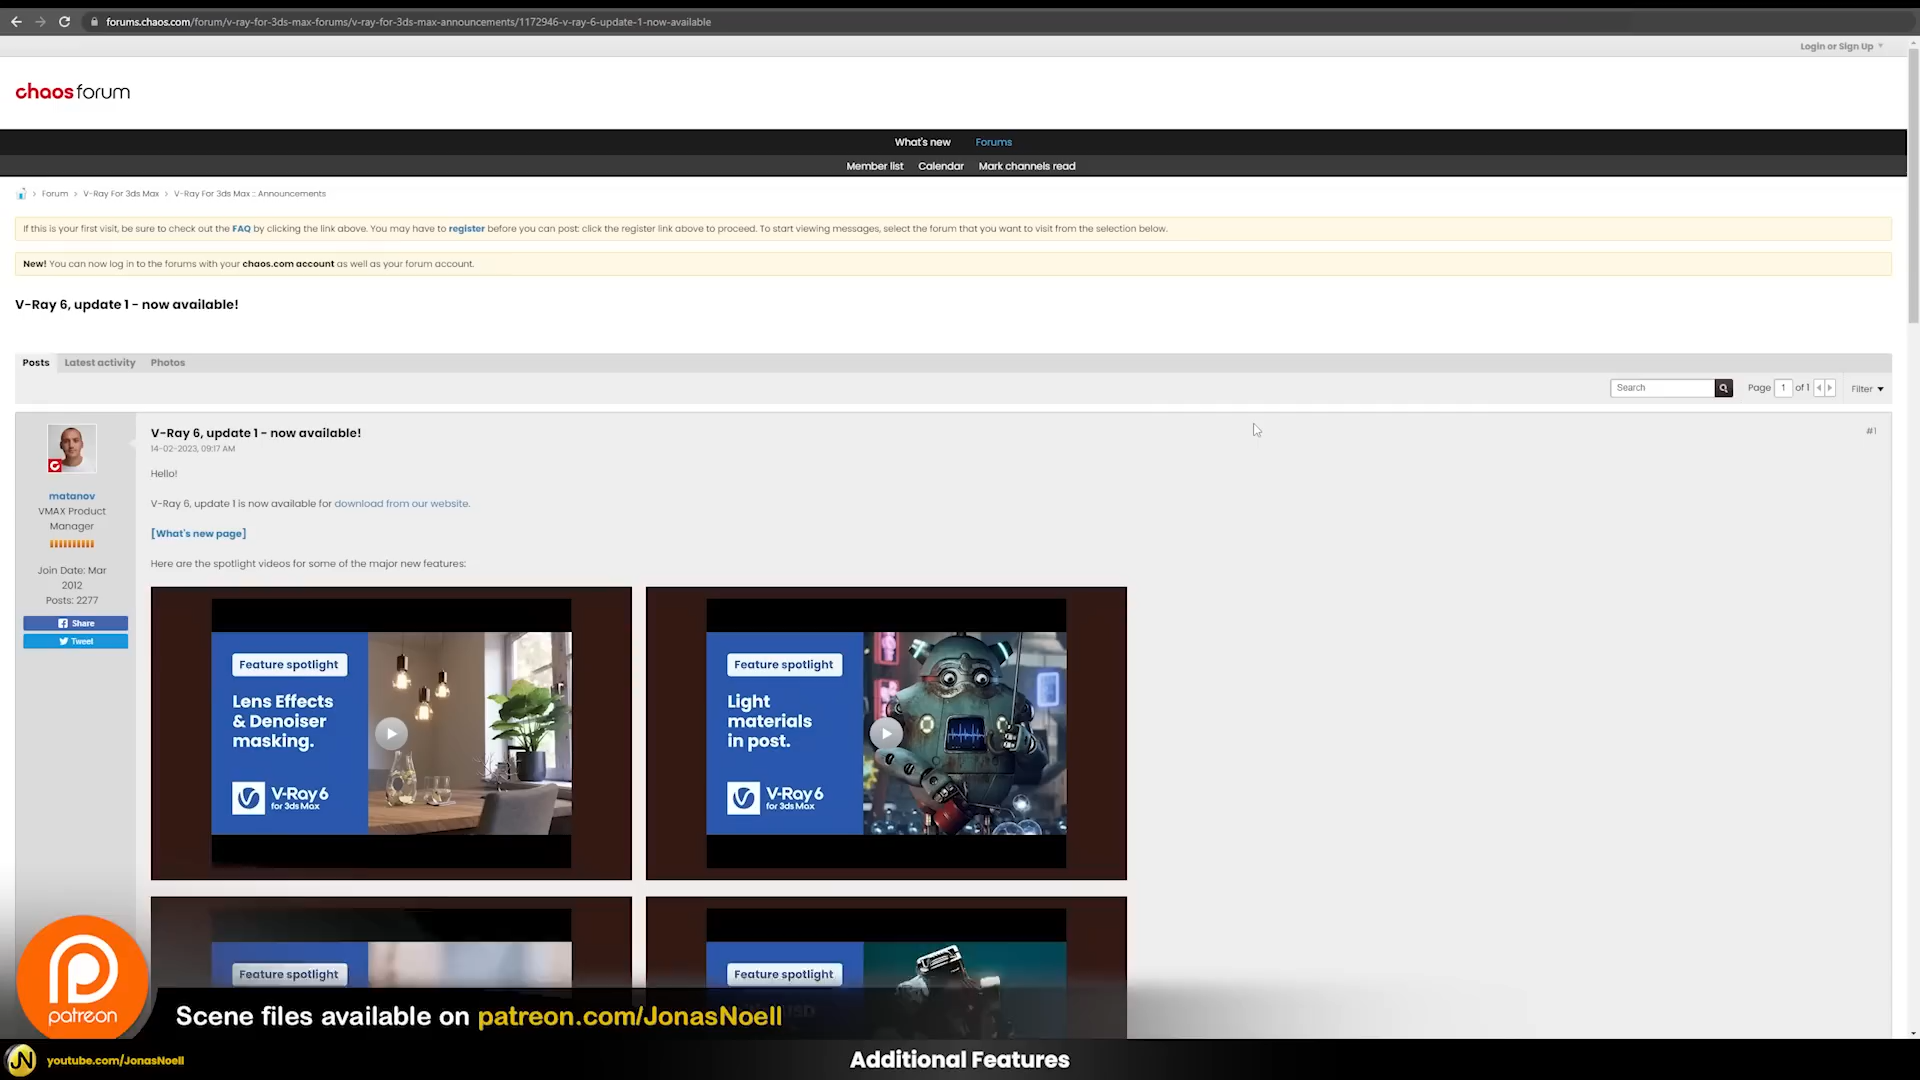 forums.chaos.com/forum/v-ray-for-3ds-max-forums/v-ray-for-3ds-max-announcements/1172946-v-ray-6-update-1-now-available
Login or Sign Up
chaos forum
What's new Forums
Member list Calendar Mark channels read
> Forum > V-Ray For 3ds Max > V-Ray For 3ds Max :: Announcements
If this is your first visit, be sure to check out the FAQ by clicking the link above. You may have to register before you can post: click the register link above to proceed. To start viewing messages, select the forum that you want to visit from the selection below.
New! You can now log in to the forums with your chaos.com account as well as your forum account.
V-Ray 6, update 1 - now available!
Posts Latest activity Photos
Search Page 1 of 1 Filter
V-Ray 6, update 1 - now available!
#1
14-02-2023, 09:17 AM
Hello!
matanov
VMAX Product
Manager
Join Date: Mar
2012
Posts: 2277
Share
Tweet
V-Ray 6, update 1 is now available for download from our website.
[What's new page]
Here are the spotlight videos for some of the major new features:
Feature spotlight
Lens Effects
& Denoiser
masking.
V-Ray 6
for 3ds Max
Feature spotlight
Light
materials
in post.
V-Ray 6
for 3ds Max
Feature spotlight
Feature spotlight
patreon
Scene files available on patreon.com/JonasNoell
JN
youtube.com/JonasNoell
Additional Features